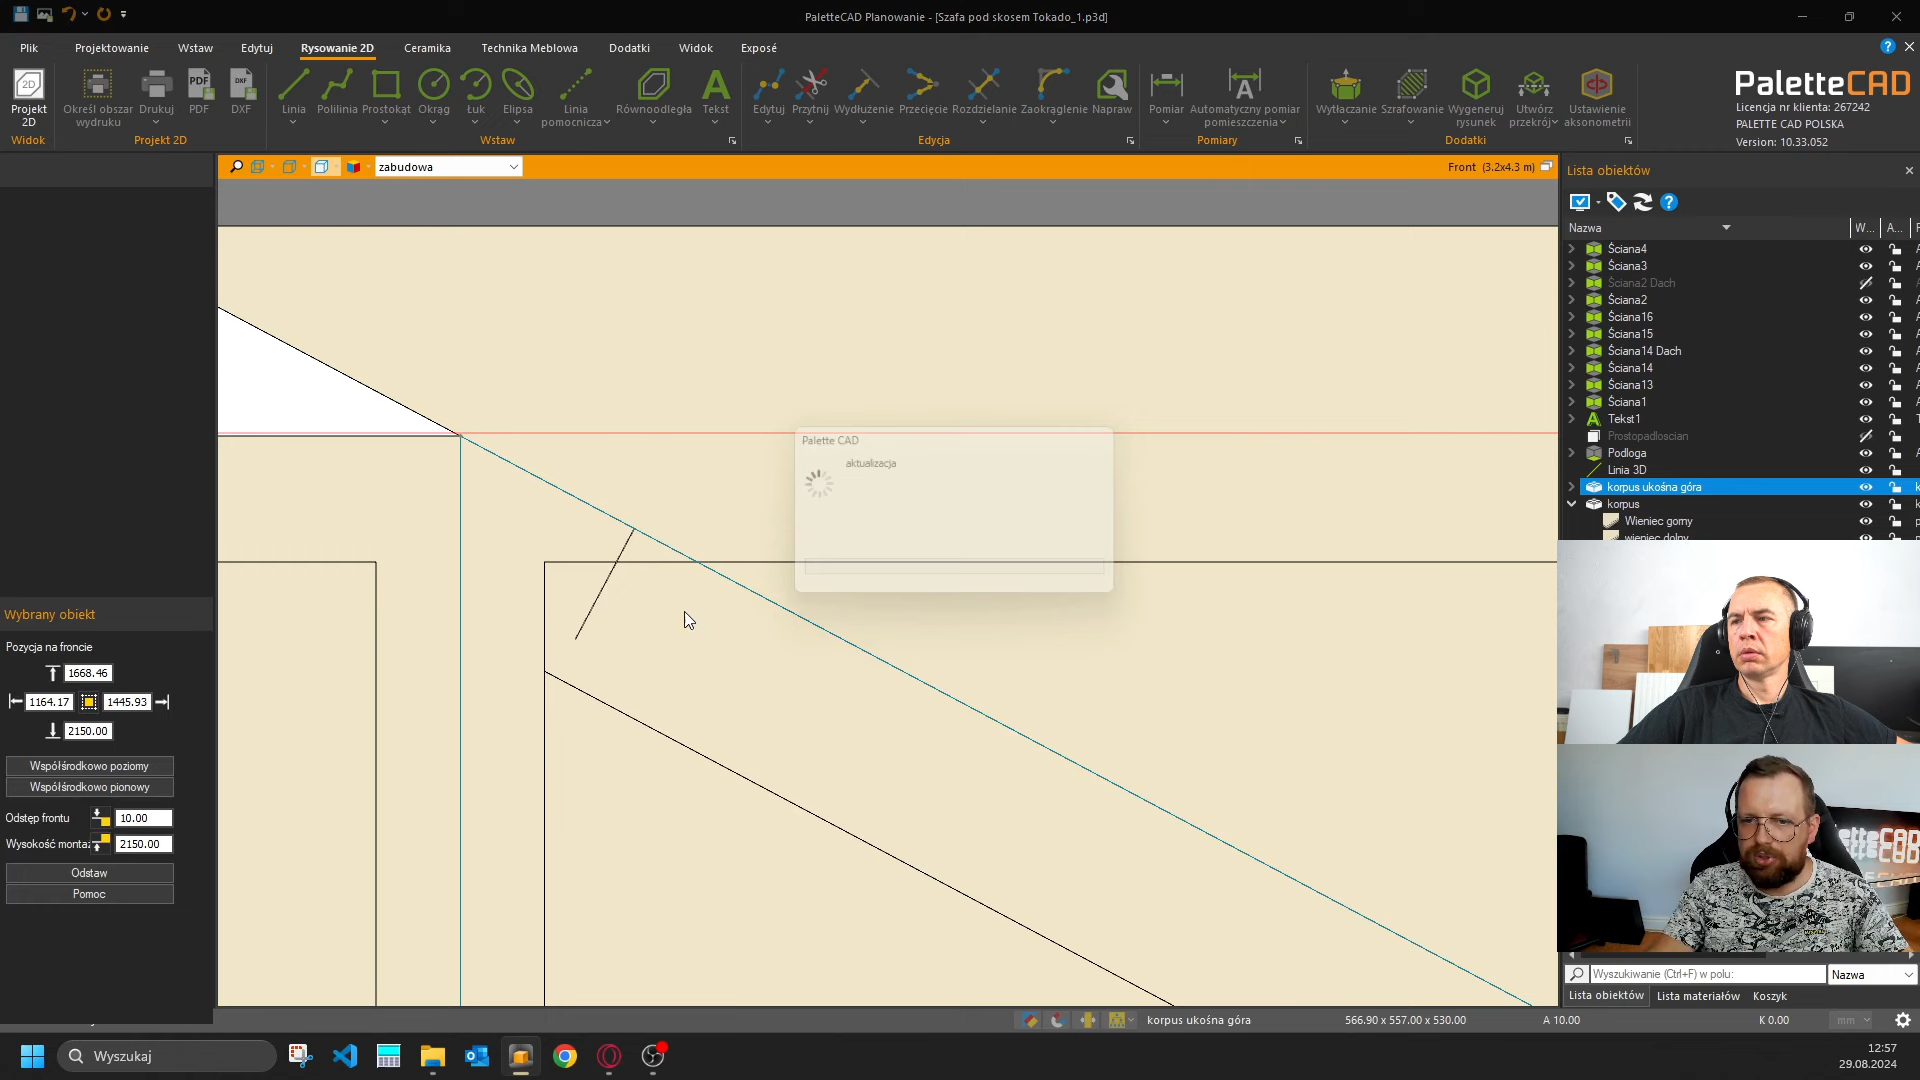 PaletteCAD Planowanie - [Szafa pod skosem Tokado_1.p3d]
Plik Projektowanie Wstaw Edytuj Rysowanie 2D Ceramika Technika Meblowa Dodatki Widok Exposé
Projekt 2D
Określ obszar wydruku
Drukuj
PDF
DXF
Linia
Polilinia
Prostokąt
Okrąg
Łuk
Elipsa
Linia pomocnicza
Równoodległa
Tekst
Edytuj
Przytnij
Wydłużenie
Przecięcie
Rozdzielanie
Zaokrąglenie
Napraw
Pomiar
Automatyczny pomiar pomieszczenia
Wytłaczanie
Szrafowanie
Wygeneruj rysunek
Utwórz przekrój
Ustawienie aksonometrii
Widok Projekt 2D Wstaw Edycja Pomiary Dodatki
PaletteCAD
Licencja nr klienta: 267242
PALETTE CAD POLSKA
Version: 10.33.052
zabudowa
Front (3.2x4.3 m)
Lista obiektów
Nazwa W... A...
Ściana4
Ściana3
Ściana2 Dach
Ściana2
Ściana16
Ściana15
Ściana14 Dach
Ściana14
Ściana13
Ściana1
Tekst1
Prostopadloscian
Podloga
Linia 3D
korpus ukośna góra
korpus
Wieniec gorny
wieniec dolny
Palette CAD
aktualizacja
Wybrany obiekt
Pozycja na froncie
1668.46
1164.17 1445.93
2150.00
Współśrodkowo poziomy
Współśrodkowo pionowy
Odstęp frontu 10.00
Wysokość monta 2150.00
Odstaw
Pomoc
Wyszukiwanie (Ctrl+F) w polu: Nazwa
Lista obiektów Lista materiałów Koszyk
korpus ukośna góra 566.90 x 557.00 x 530.00 A 10.00 K 0.00 mm
Wyszukaj
12:57
29.08.2024